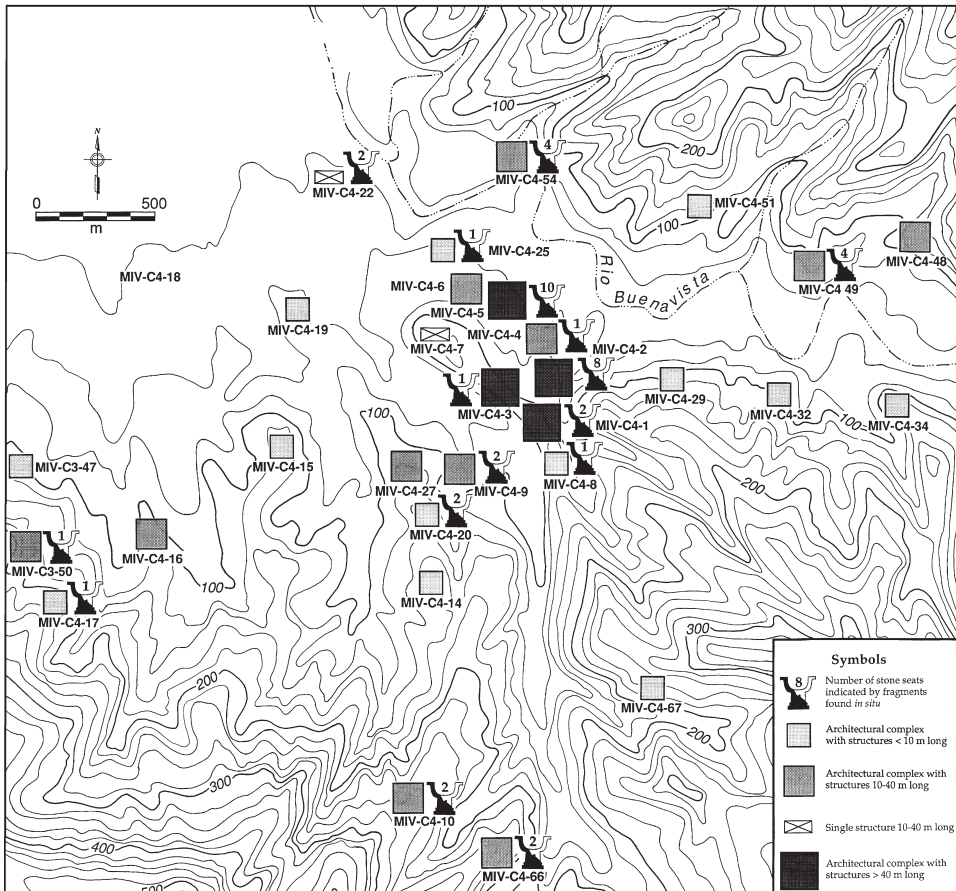 100
200
N
0
500
m
2
MIV-C4-22
4
MIV-C4-54
MIV-C4-51
100
1
MIV-C4-25
Rio Buenavista
4
MIV-C4 49
MIV-C4-48
MIV-C4-18
MIV-C4-6
MIV-C4-5
10
MIV-C4-19
MIV-C4-4
1
MIV-C4-2
MIV-C4-7
8
1
MIV-C4-3
2
MIV-C4-1
MIV-C4-29
MIV-C4-32
100
MIV-C4-34
100
MIV-C3-47
MIV-C4-15
MIV-C4-27
2
MIV-C4-9
1
MIV-C4-8
200
2
MIV-C4-20
1
MIV-C3-50
MIV-C4-16
100
1
MIV-C4-17
MIV-C4-14
300
200
MIV-C4-67
200
300
2
MIV-C4-10
400
2
MIV-C4-66
500
Symbols
8
Number of stone seats
indicated by fragments
found in situ
Architectural complex
with structures < 10 m long
Architectural complex with
structures 10-40 m long
Single structure 10-40 m long
Architectural complex with
structures > 40 m long